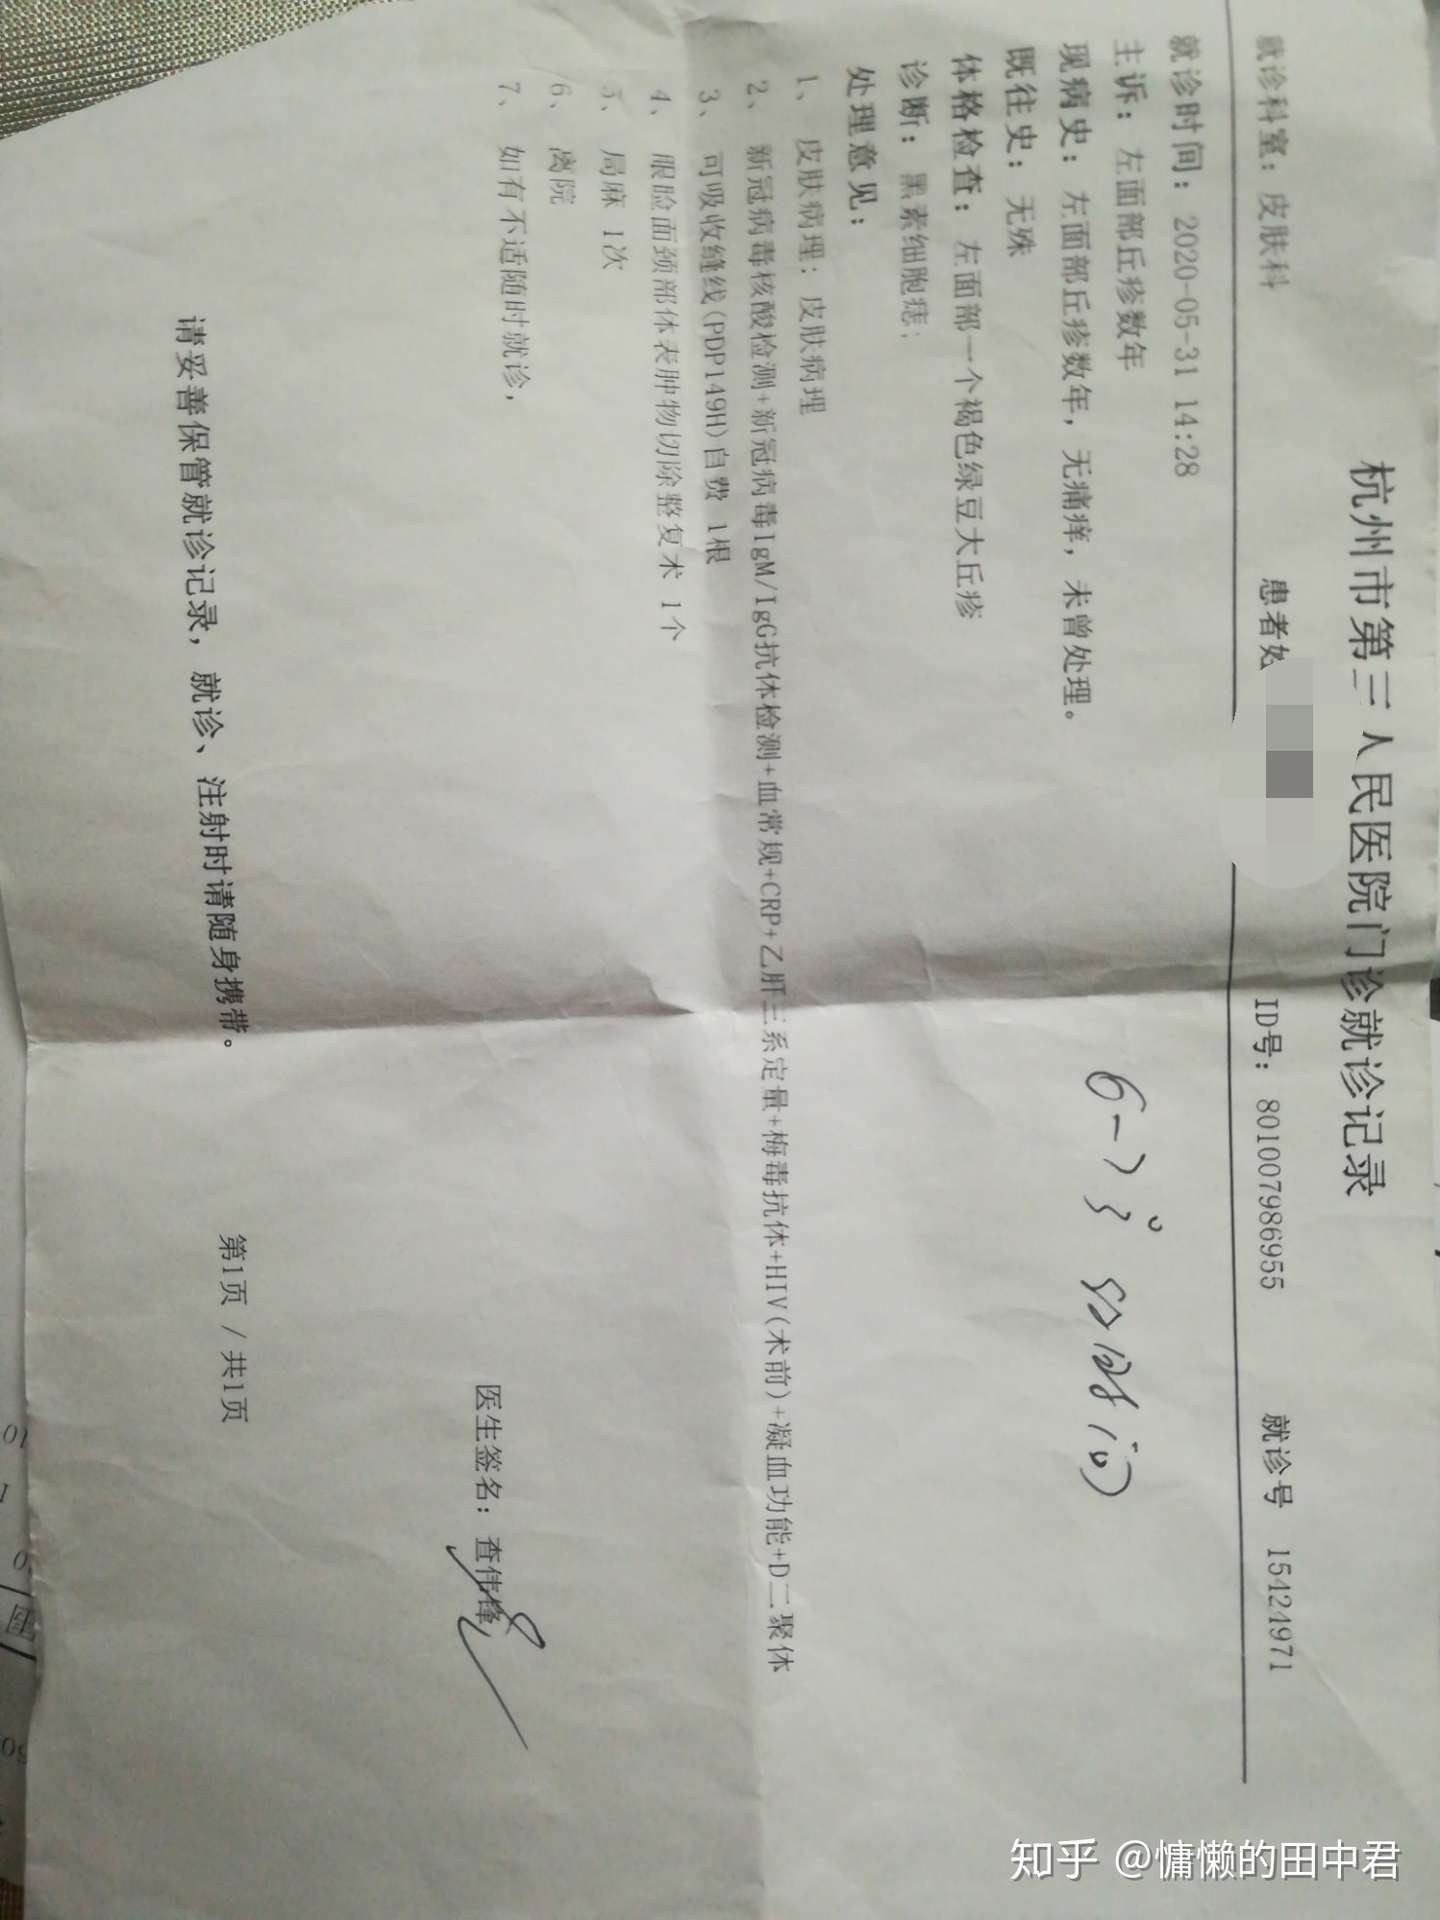 杭州市第三人民医院门诊就诊记录
就诊科室：皮肤科 患者姓 ID号：801007986955 就诊号 15424971
就诊时间：2020-05-31 14:28
主诉：左面部丘疹数年
现病史：左面部丘疹数年，无痛痒，未曾处理。
既往史：无殊
体格检查：左面部一个褐色绿豆大丘疹
诊断：黑素细胞痣；
处理意见：
1、 皮肤病理：皮肤病理
2、 新冠病毒核酸检测+新冠病毒IgM/IgG抗体检测+血常规+CRP+乙肝三系定量+梅毒抗体+HIV(术前)+凝血功能+D二聚体
3、 可吸收缝线(PDP149H)自费 1根
4、 眼睑面颈部体表肿物切除整复术 1个
5、 局麻 1次
6、 离院
7、 如有不适随时就诊，
医生签名：查伟锋
请妥善保管就诊记录，就诊、注射时请随身携带。
第1页 /共1页
知乎 @慵懒的田中君